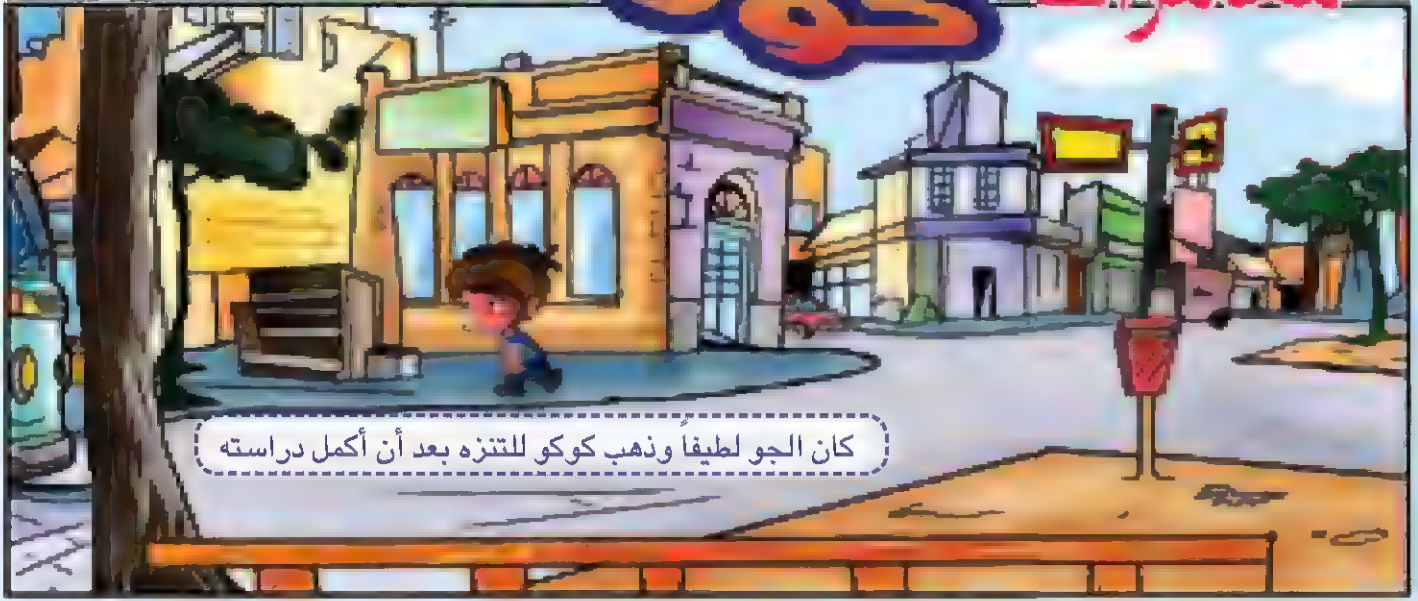 كان الجو لطيفاً وذهب كوكو للتنزه بعد أن أكمل دراسته